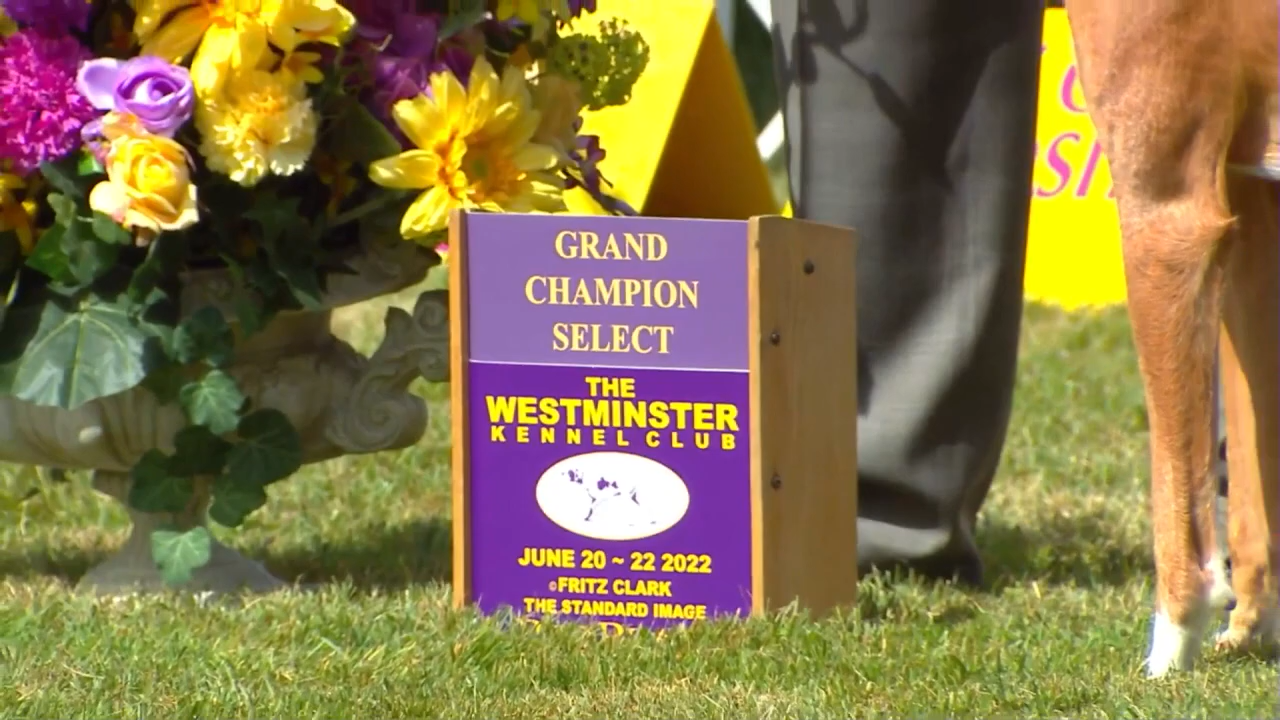 GRAND
CHAMPION
SELECT
THE
WESTMINSTER
KENNEL CLUB
JUNE 20 ~ 22 2022
©FRITZ CLARK
THE STANDARD IMAGE